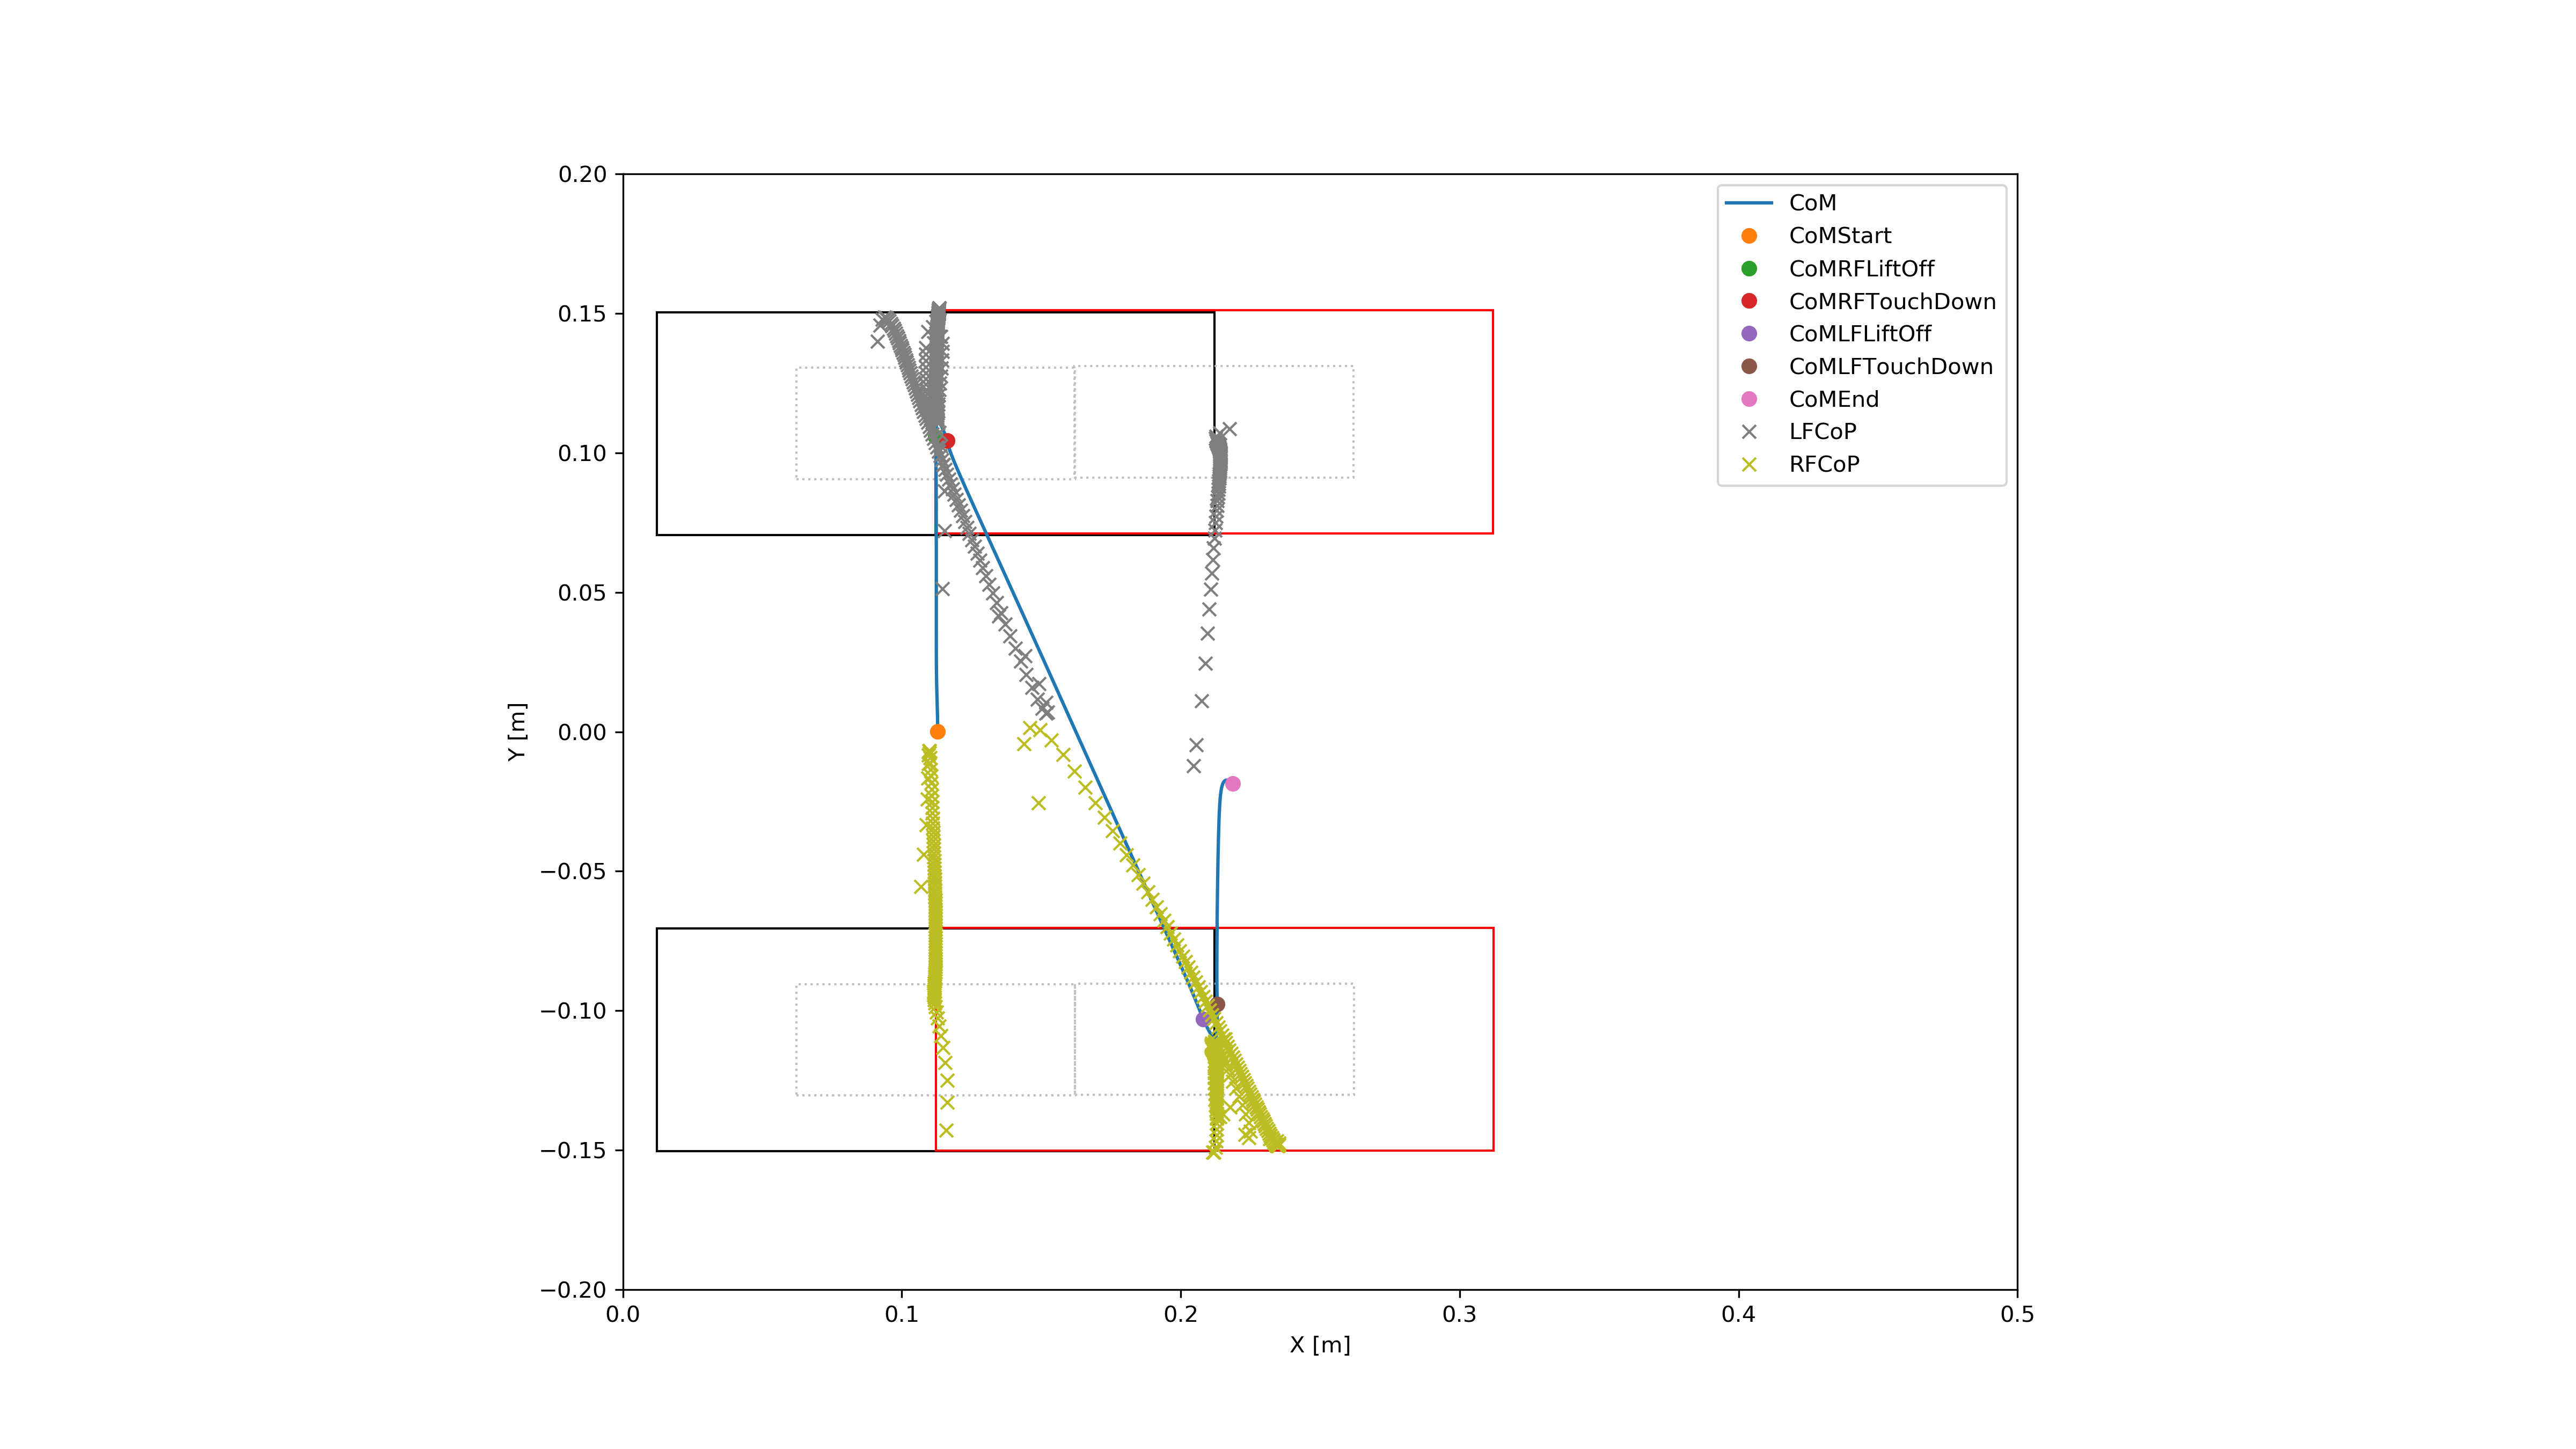 0.20
0.15
0.10
0.05
0.00
−0.05
−0.10
−0.15
−0.20
Y [m]
0.0 0.1 0.2 0.3 0.4 0.5
X [m]
CoM
CoMStart
CoMRFLiftOff
CoMRFTouchDown
CoMLFLiftOff
CoMLFTouchDown
CoMEnd
LFCoP
RFCoP